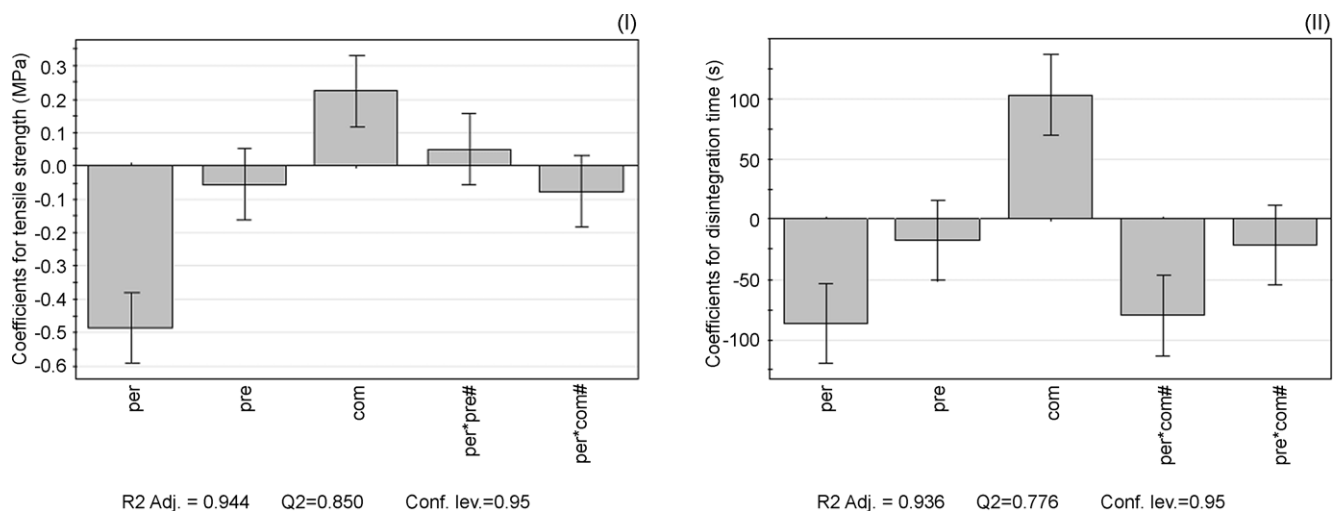 (I)
Coefficients for tensile strength (MPa)
0.3
0.2
0.1
0.0
-0.1
-0.2
-0.3
-0.4
-0.5
-0.6
per
pre
com
per*pre#
per*com#
R2 Adj. = 0.944 Q2=0.850 Conf. lev.=0.95
(II)
Coefficients for disintegration time (s)
100
50
0
-50
-100
per
pre
com
per*com#
pre*com#
R2 Adj. = 0.936 Q2=0.776 Conf. lev.=0.95